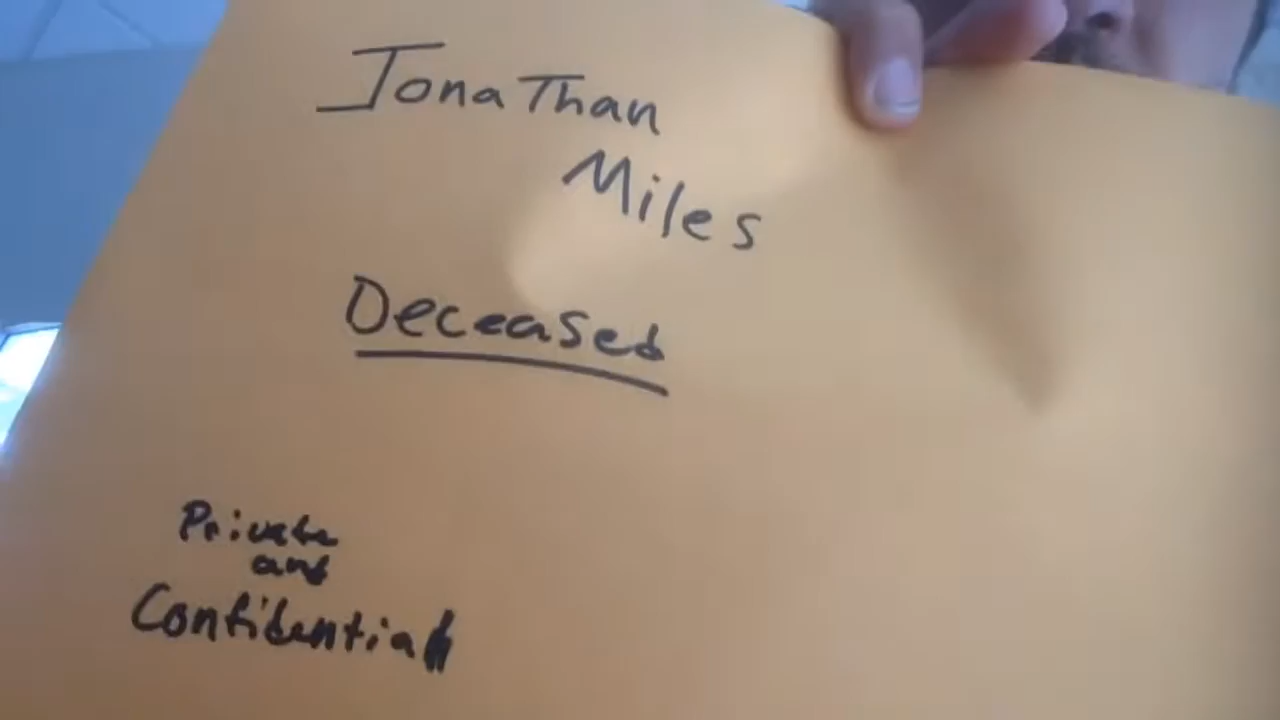 JonaThan
Miles
Deceased
Private
and
Confidential